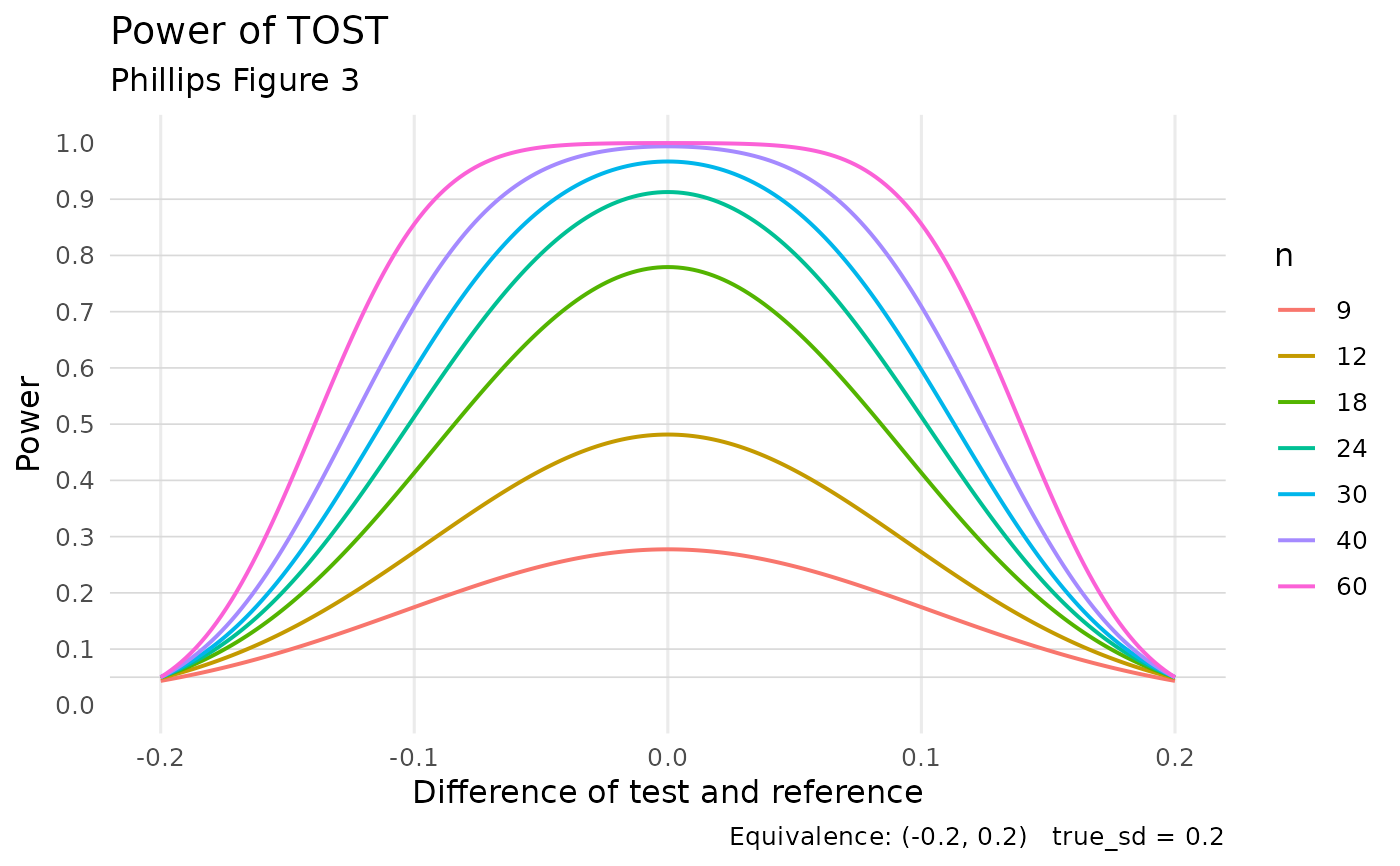 Power of TOST
Phillips Figure 3
1.0
0.9
0.8
0.7
0.6
0.5
0.4
0.3
0.2
0.1
0.0
Power
-0.2 -0.1 0.0 0.1 0.2
Difference of test and reference
Equivalence: (-0.2, 0.2) true_sd = 0.2
n
9
12
18
24
30
40
60